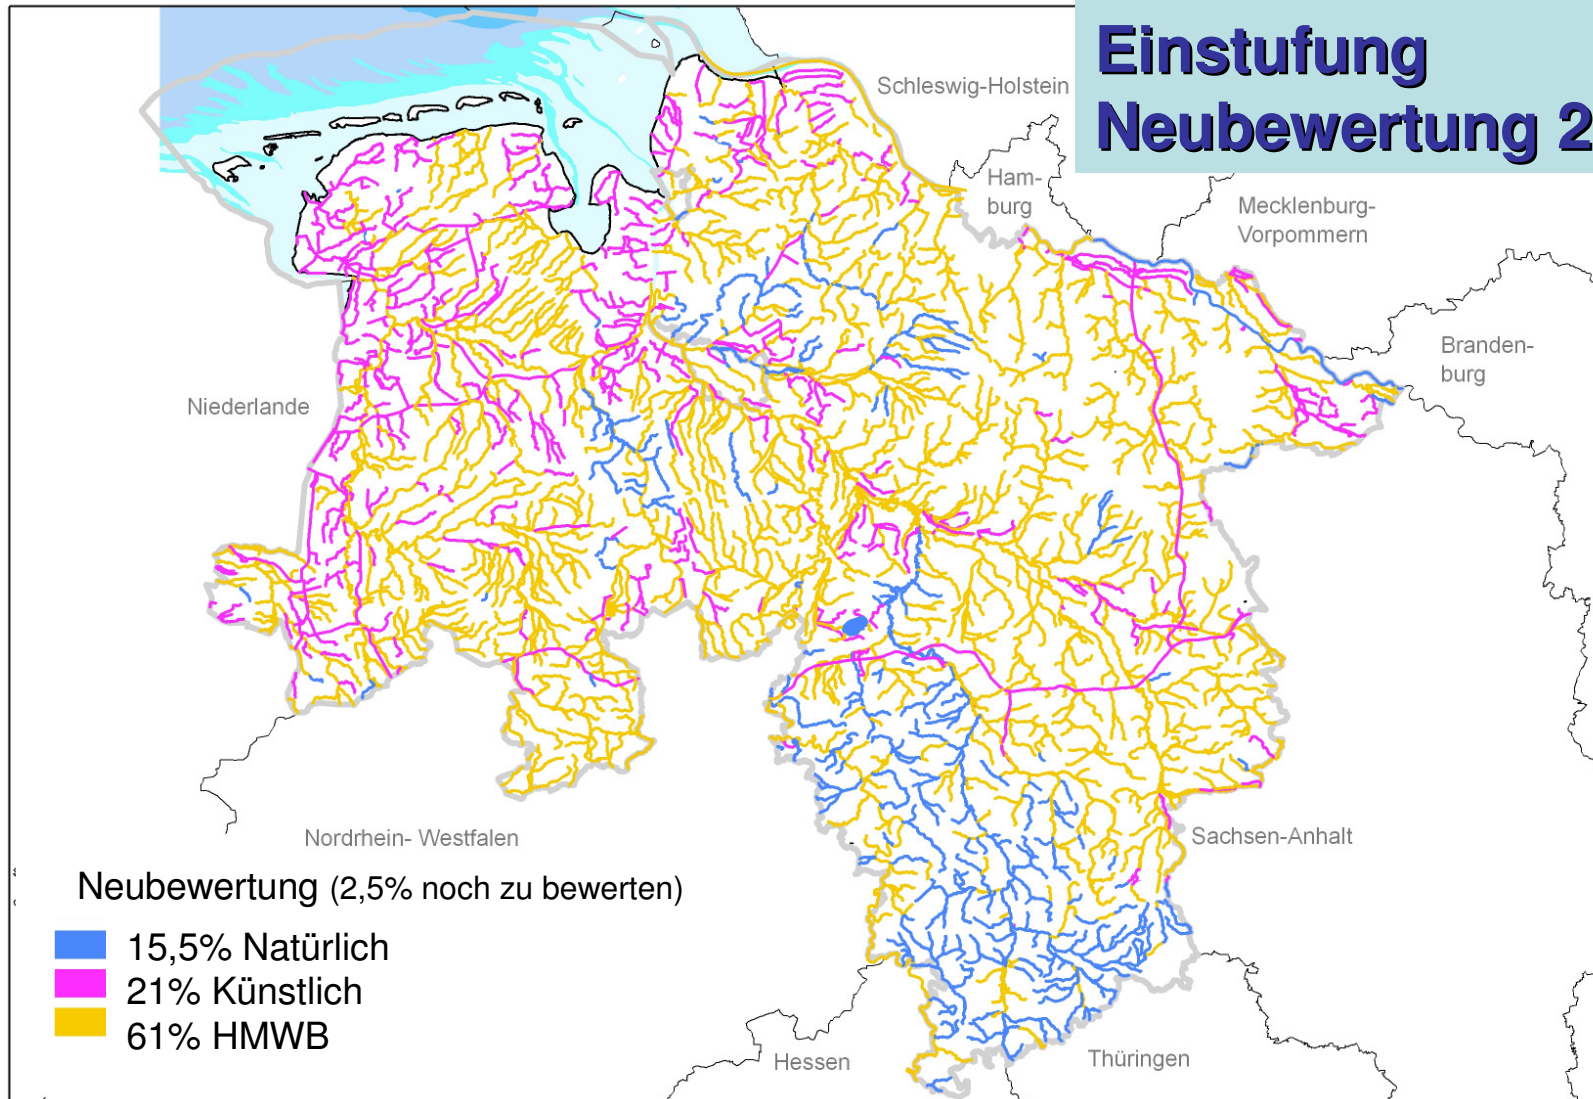 Einstufung
Neubewertung 2
Schleswig-Holstein
Ham-
burg
Mecklenburg-
Vorpommern
Branden-
burg
Niederlande
Nordrhein- Westfalen
Sachsen-Anhalt
Neubewertung (2,5% noch zu bewerten)
15,5% Natürlich
21% Künstlich
61% HMWB
Hessen
Thüringen